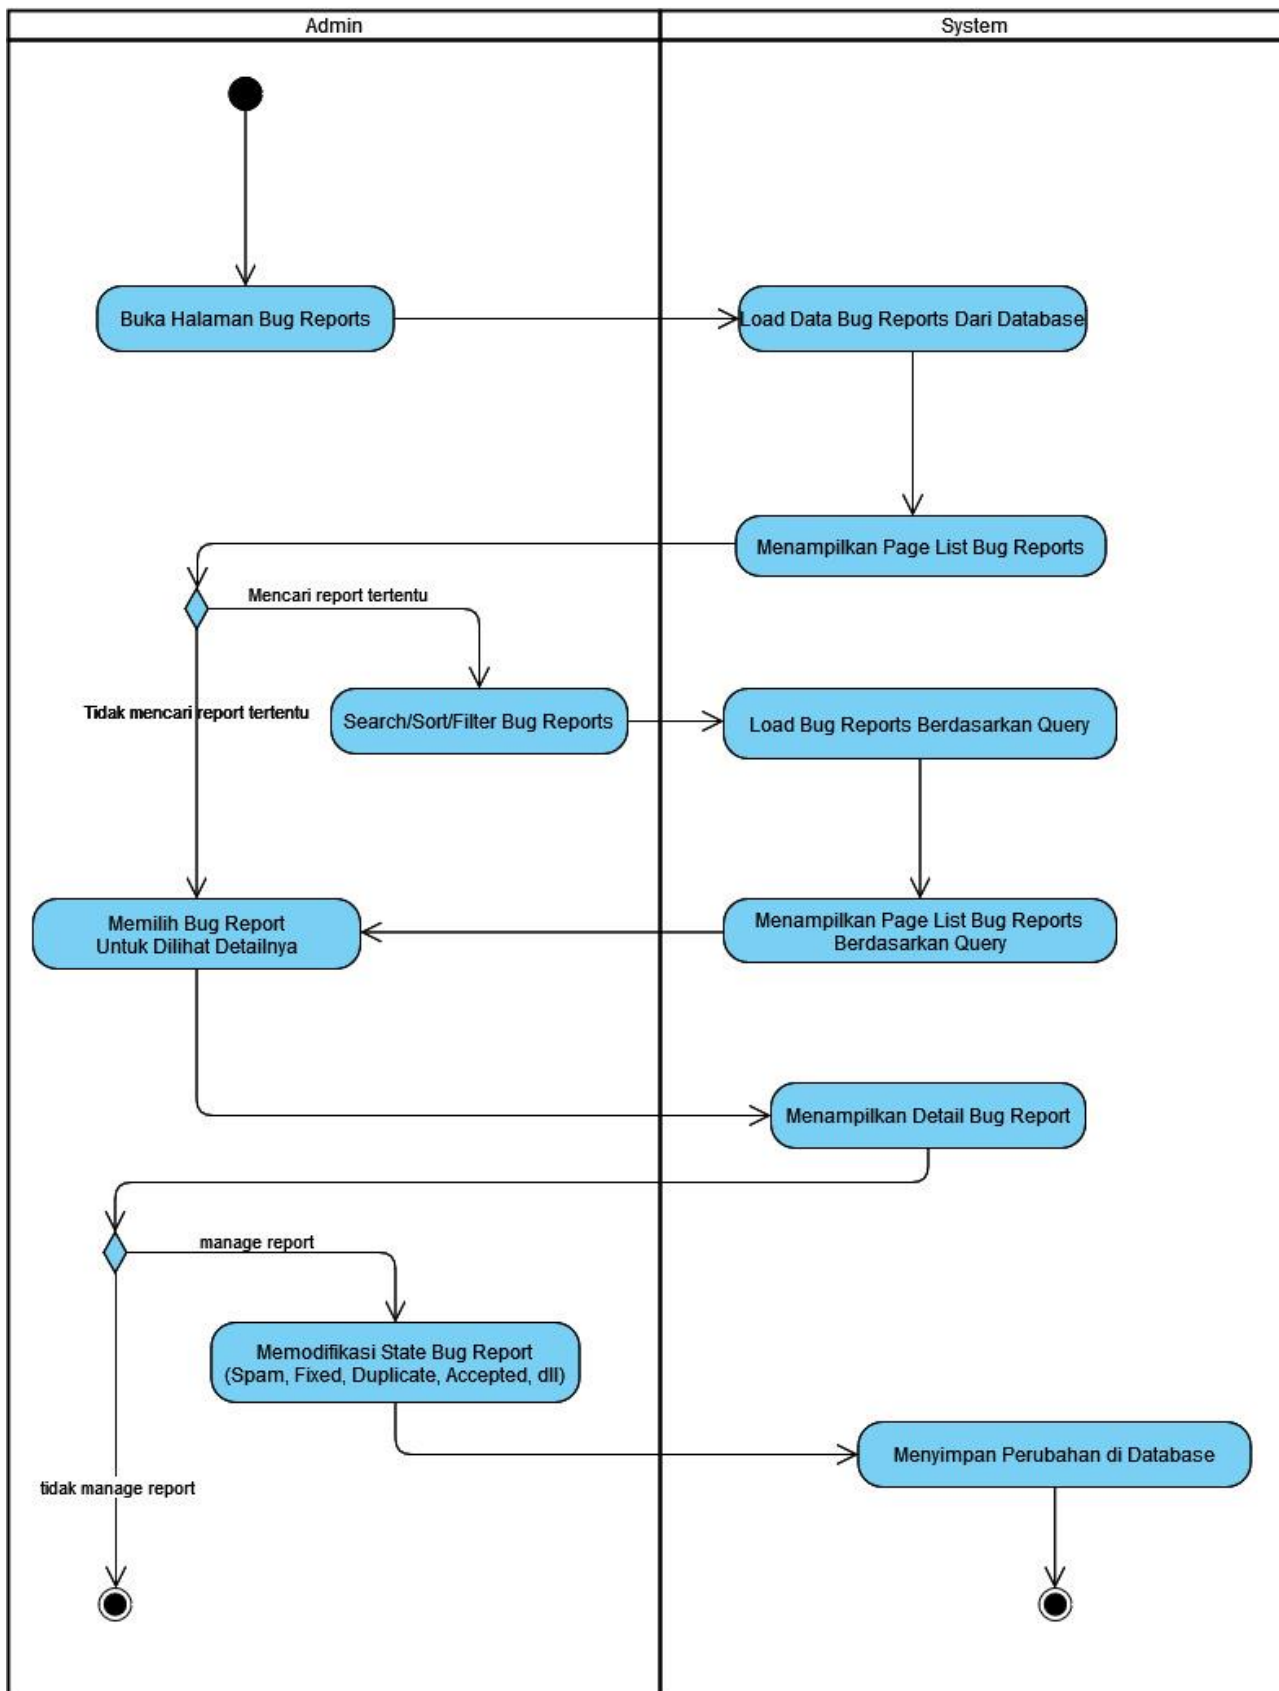 Admin
System
Buka Halaman Bug Reports
Load Data Bug Reports Dari Database
Menampilkan Page List Bug Reports
Mencari report tertentu
Tidak mencari report tertentu
Search/Sort/Filter Bug Reports
Load Bug Reports Berdasarkan Query
Memilih Bug Report
Untuk Dilihat Detailnya
Menampilkan Page List Bug Reports
Berdasarkan Query
Menampilkan Detail Bug Report
manage report
Memodifikasi State Bug Report
(Spam, Fixed, Duplicate, Accepted, dll)
Menyimpan Perubahan di Database
tidak manage report